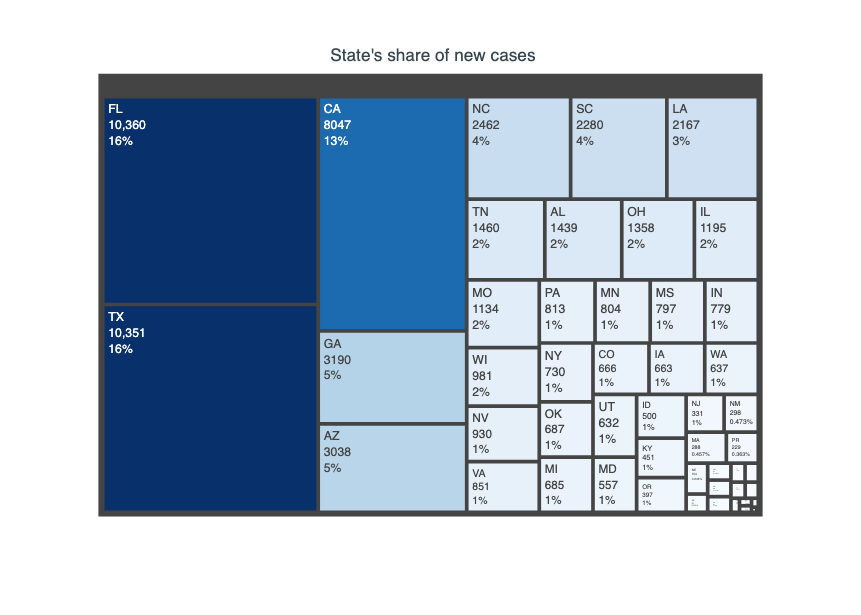 State's share of new cases
FL
10,360
16%
TX
10,351
16%
CA
8047
13%
GA
3190
5%
AZ
3038
5%
NC
2462
4%
SC
2280
4%
LA
2167
3%
TN
1460
2%
AL
1439
2%
OH
1358
2%
IL
1195
2%
MO
1134
2%
WI
981
2%
NV
930
1%
VA
851
1%
PA
813
1%
MN
804
1%
MS
797
1%
IN
779
1%
NY
730
1%
OK
687
1%
MI
685
1%
CO
666
1%
IA
663
1%
WA
637
1%
UT
632
1%
MD
557
1%
ID
500
1%
KY
451
1%
OR
397
1%
NJ
331
1%
NM
298
0.473%
MA
288
0.457%
PR
229
0.363%